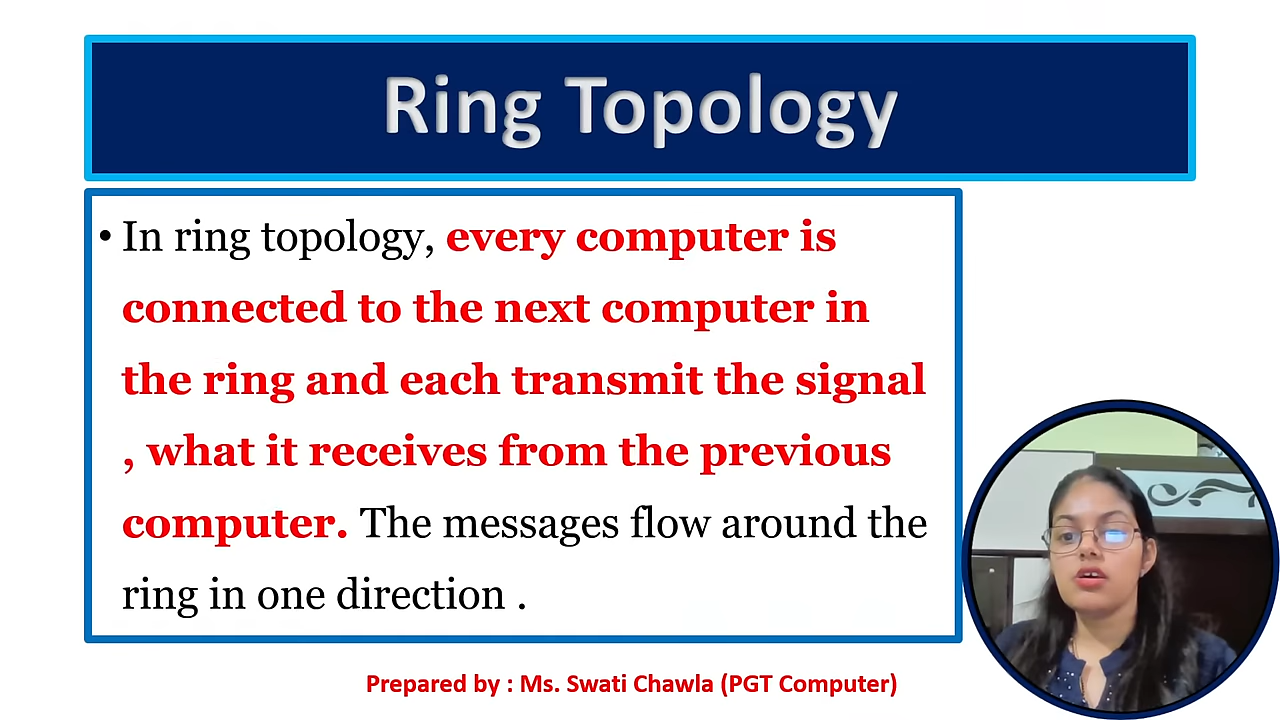 Ring Topology
• In ring topology, every computer is
connected to the next computer in
the ring and each transmit the signal
, what it receives from the previous
computer. The messages flow around the
ring in one direction .
Prepared by : Ms. Swati Chawla (PGT Computer)